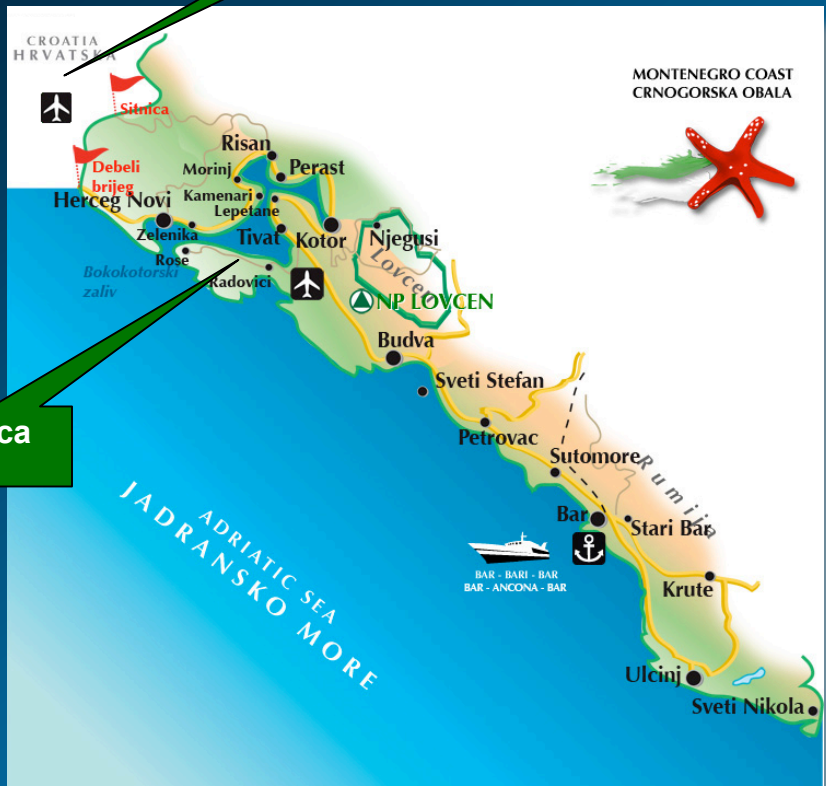 CROATIA
HRVATSKA
MONTENEGRO COAST
CRNOGORSKA OBALA
Sitnica
Debeli
brijeg
Risan
Morinj
Perast
Kamenari
Lepetane
Herceg Novi
Zelenika
Tivat
Kotor
Njegusi
Lovcen
Rose
Radovici
Bokokotorski
zaliv
NP LOVCEN
Budva
Sveti Stefan
Petrovac
Sutomore
Rumija
Bar
Stari Bar
BAR - BARI - BAR
BAR - ANCONA - BAR
Krute
Ulcinj
Sveti Nikola
ADRIATIC SEA
JADRANSKO MORE
ca